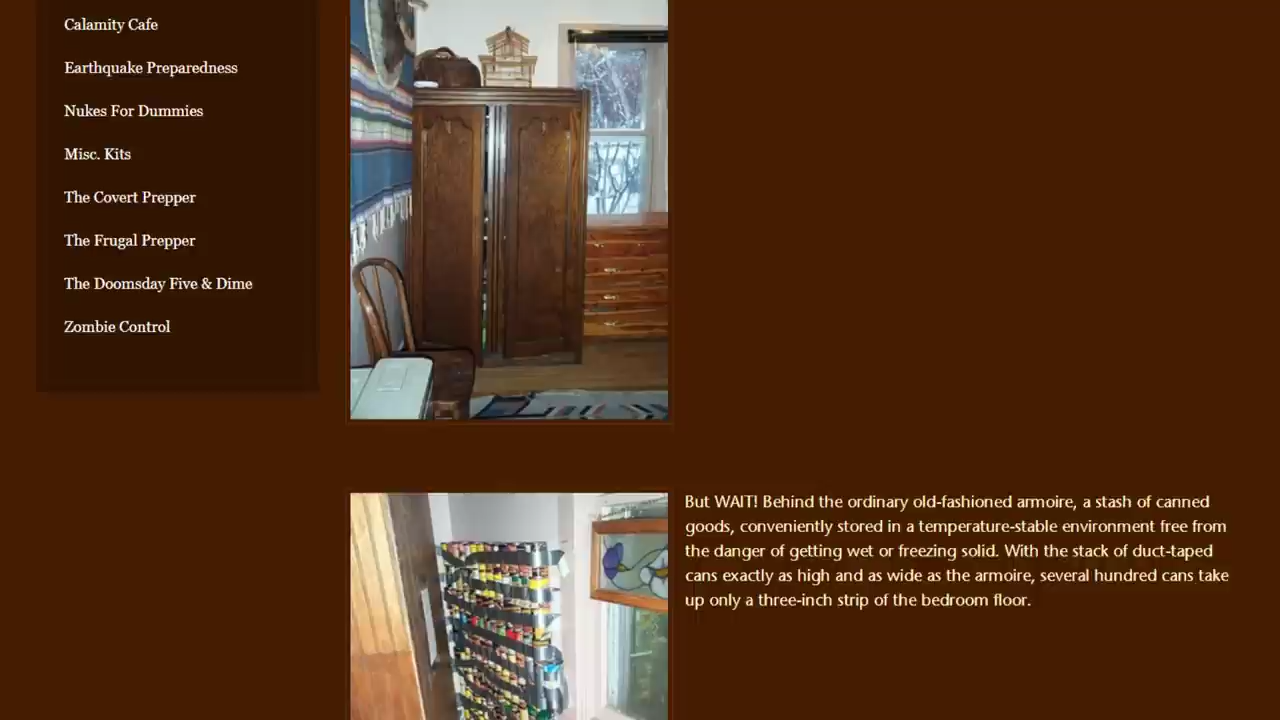 Calamity Cafe
Earthquake Preparedness
Nukes For Dummies
Misc. Kits
The Covert Prepper
The Frugal Prepper
The Doomsday Five & Dime
Zombie Control
But WAIT! Behind the ordinary old-fashioned armoire, a stash of canned
goods, conveniently stored in a temperature-stable environment free from
the danger of getting wet or freezing solid. With the stack of duct-taped
cans exactly as high and as wide as the armoire, several hundred cans take
up only a three-inch strip of the bedroom floor.